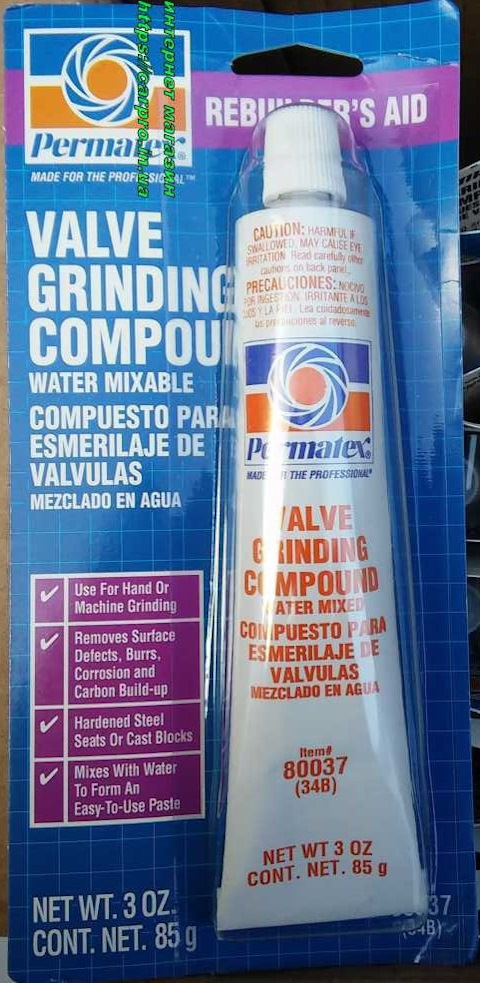 интернет магазин
https://carpro.in.ua
REBUILDER'S AID
Permatex®
MADE FOR THE PROFESSIONAL™
VALVE
GRINDING
COMPOU
WATER MIXABLE
COMPUESTO PARA
ESMERILAJE DE
VALVULAS
MEZCLADO EN AGUA
✓ Use For Hand Or
Machine Grinding
✓ Removes Surface
Defects, Burrs,
Corrosion and
Carbon Build-up
✓ Hardened Steel
Seats Or Cast Blocks
✓ Mixes With Water
To Form An
Easy-To-Use Paste
NET WT. 3 OZ.
CONT. NET. 85 g
CAUTION: HARMFUL IF
SWALLOWED, MAY CAUSE EYE
IRRITATION. Read carefully other
cautions on back panel.
PRECAUCIONES: NOCIVO
POR INGESTION. IRRITANTE A LOS
OJOS Y LA PIEL. Lea cuidadosamente
las precauciones al reverso.
Permatex®
MADE FOR THE PROFESSIONAL®
VALVE
GRINDING
COMPOUND
WATER MIXED
COMPUESTO PARA
ESMERILAJE DE
VALVULAS
MEZCLADO EN AGUA
Item#
80037
(34B)
NET WT 3 OZ
CONT. NET. 85 g
(34B)